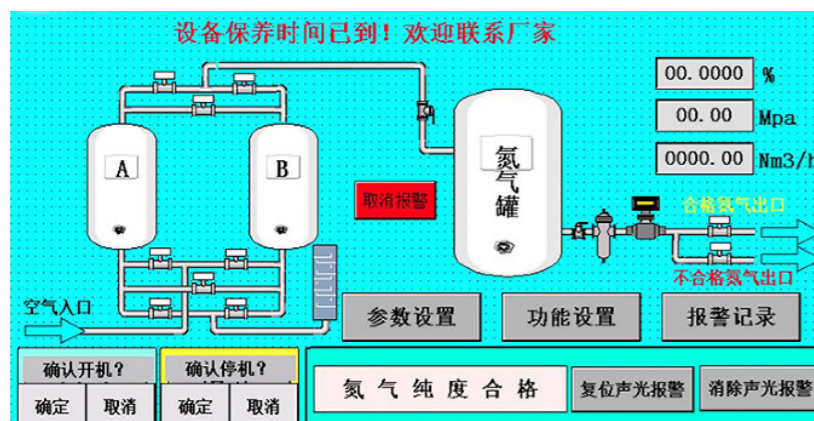 设备保养时间已到！欢迎联系厂家
00.0000 %
00.00 Mpa
0000.00 Nm3/h
A
B
氮气罐
取消报警
合格氮气出口
不合格氮气出口
空气入口
参数设置
功能设置
报警记录
确认开机?
确定 取消
确认停机?
确定 取消
氮气纯度合格
复位声光报警
消除声光报警